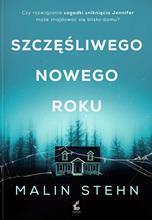 Czy rozwiązanie zagadki zniknięcia Jennifer
może znajdować się blisko domu?
SZCZĘŚLIWEGO
NOWEGO
ROKU
MALIN STEHN